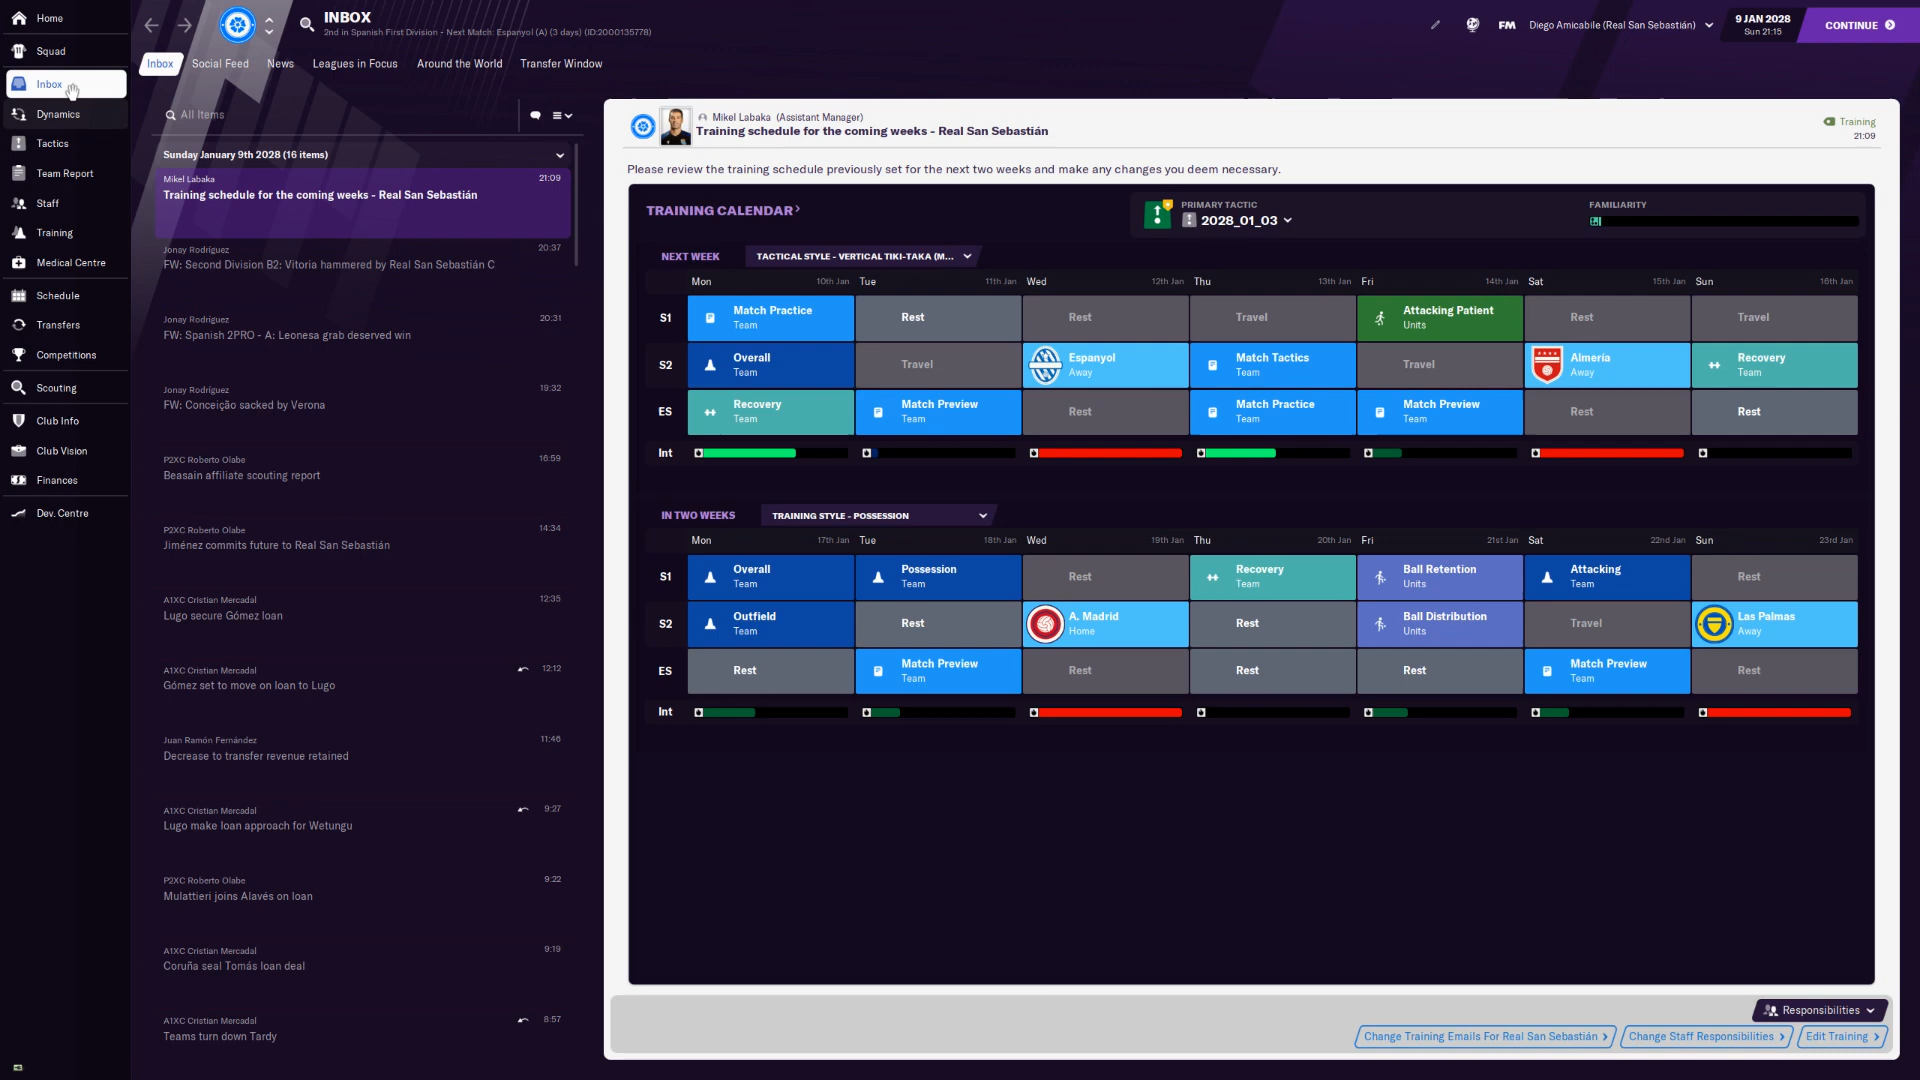 Home
Squad
Inbox
Dynamics
Tactics
Team Report
Staff
Training
Medical Centre
Schedule
Transfers
Competitions
Scouting
Club Info
Club Vision
Finances
Dev. Centre
INBOX
2nd in Spanish First Division - Next Match: Espanyol (A) (3 days) (ID:2000135778)
FM
Diego Amicabile (Real San Sebastián)
9 JAN 2028
Sun 21:15
CONTINUE
Inbox
Social Feed
News
Leagues in Focus
Around the World
Transfer Window
All Items
Sunday January 9th 2028 (16 items)
Mikel Labaka 21:09
Training schedule for the coming weeks - Real San Sebastián
Jonay Rodríguez 20:37
FW: Second Division B2: Vitoria hammered by Real San Sebastián C
Jonay Rodríguez 20:31
FW: Spanish 2PRO - A: Leonesa grab deserved win
Jonay Rodríguez 19:32
FW: Conceição sacked by Verona
P2XC Roberto Olabe 16:59
Beasain affiliate scouting report
P2XC Roberto Olabe 14:34
Jiménez commits future to Real San Sebastián
A1XC Cristian Mercadal 12:35
Lugo secure Gómez loan
A1XC Cristian Mercadal 12:12
Gómez set to move on loan to Lugo
Juan Ramón Fernández 11:46
Decrease to transfer revenue retained
A1XC Cristian Mercadal 9:27
Lugo make loan approach for Wetungu
P2XC Roberto Olabe 9:22
Mulattieri joins Alavés on loan
A1XC Cristian Mercadal 9:19
Coruña seal Tomás loan deal
A1XC Cristian Mercadal 8:57
Teams turn down Tardy
Mikel Labaka (Assistant Manager)
Training schedule for the coming weeks - Real San Sebastián
Training
21:09
Please review the training schedule previously set for the next two weeks and make any changes you deem necessary.
TRAINING CALENDAR
PRIMARY TACTIC
2028_01_03
FAMILIARITY
NEXT WEEK
TACTICAL STYLE - VERTICAL TIKI-TAKA (M...
Mon 10th Jan Tue 11th Jan Wed 12th Jan Thu 13th Jan Fri 14th Jan Sat 15th Jan Sun 16th Jan
S1 Match Practice Rest Rest Travel Attacking Patient Rest Travel
Team Units
S2 Overall Travel Espanyol Match Tactics Travel Almería Recovery
Team Away Team Away Team
ES Recovery Match Preview Rest Match Practice Match Preview Rest Rest
Team Team Team Team
Int
IN TWO WEEKS
TRAINING STYLE - POSSESSION
Mon 17th Jan Tue 18th Jan Wed 19th Jan Thu 20th Jan Fri 21st Jan Sat 22nd Jan Sun 23rd Jan
S1 Overall Possession Rest Recovery Ball Retention Attacking Rest
Team Team Team Units Team
S2 Outfield Rest A. Madrid Rest Ball Distribution Travel Las Palmas
Team Home Units Away
ES Rest Match Preview Rest Rest Rest Match Preview Rest
Team Team
Int
Responsibilities
Change Training Emails For Real San Sebastián
Change Staff Responsibilities
Edit Training